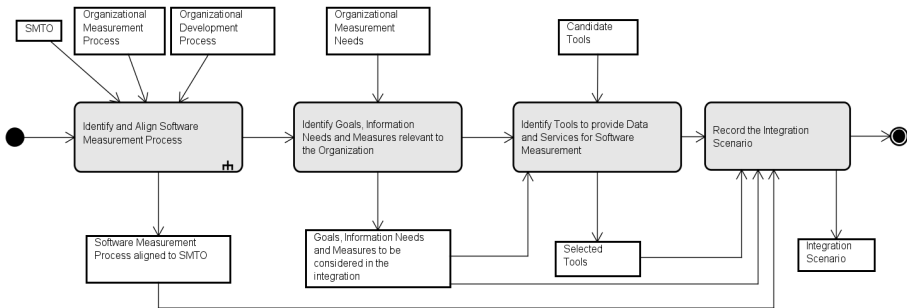 SMTO
Organizational
Measurement
Process
Organizational
Development
Process
Organizational
Measurement
Needs
Candidate
Tools
Identify and Align Software
Measurement Process
Identify Goals, Information
Needs and Measures relevant to
the Organization
Identify Tools to provide Data
and Services for Software
Measurement
Record the Integration
Scenario
Software Measurement
Process aligned to SMTO
Goals, Information Needs
and Measures to be
considered in the
integration
Selected
Tools
Integration
Scenario